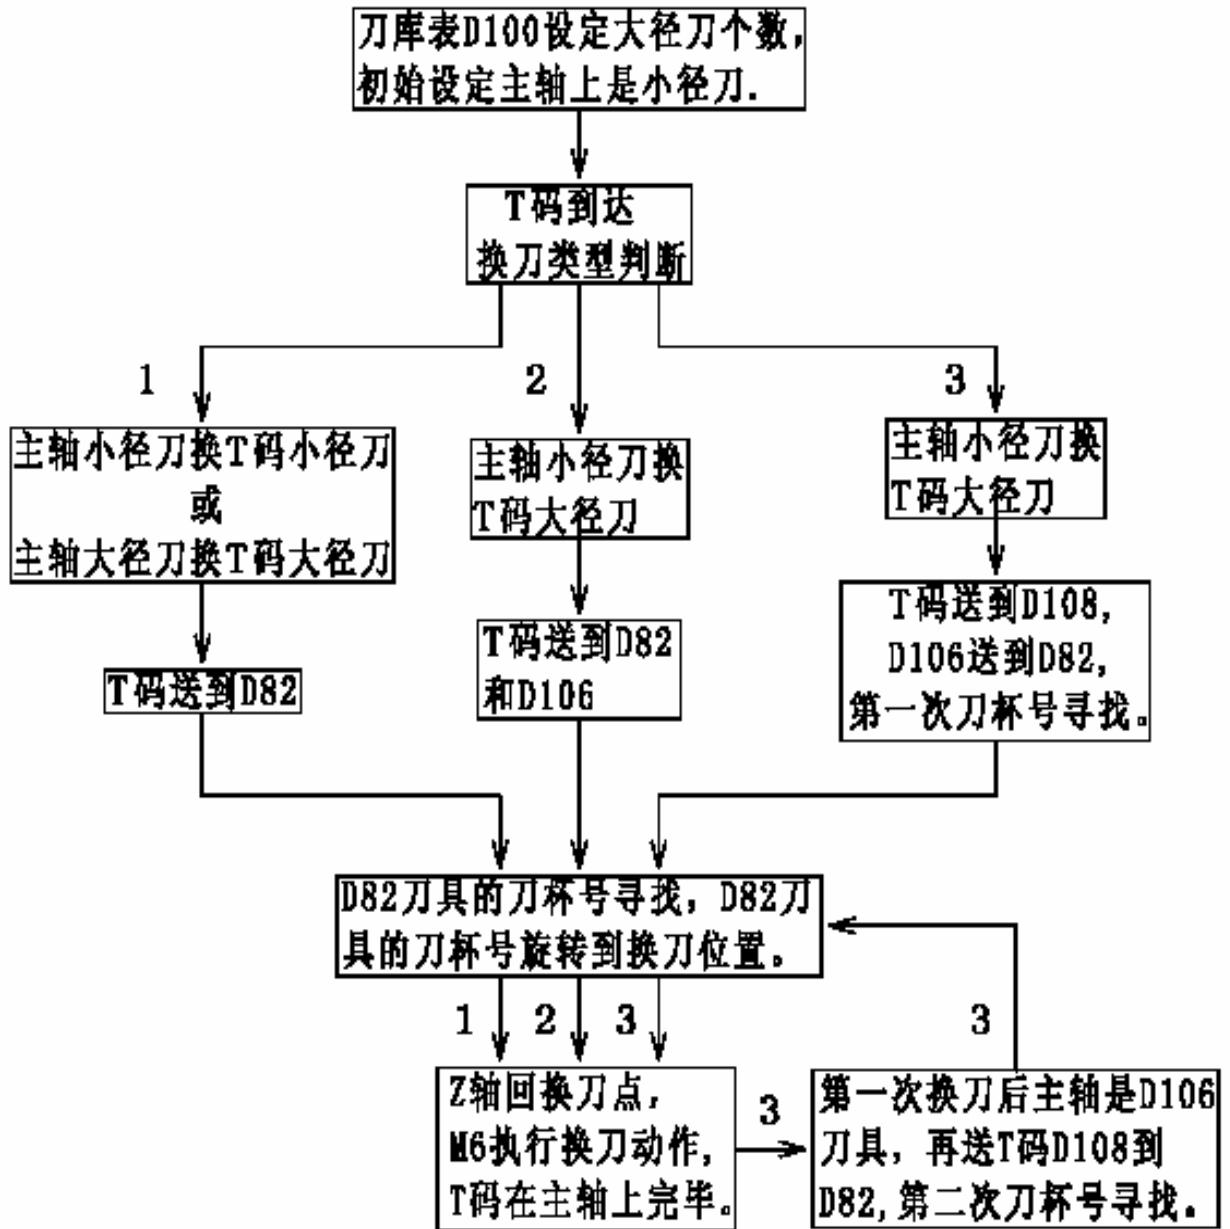 刀库表D100设定大径刀个数，
初始设定主轴上是小径刀.
T码到达
换刀类型判断
1
2
3
主轴小径刀换T码小径刀
或
主轴大径刀换T码大径刀
主轴小径刀换
T码大径刀
主轴小径刀换
T码大径刀
T码送到D82
T码送到D82
和D106
T码送到D108，
D106送到D82，
第一次刀杯号寻找。
D82刀具的刀杯号寻找，D82刀
具的刀杯号旋转到换刀位置。
1
2
3
3
Z轴回换刀点，
M6执行换刀动作，
T码在主轴上完毕。
3
第一次换刀后主轴是D106
刀具，再送T码D108到
D82,第二次刀杯号寻找。